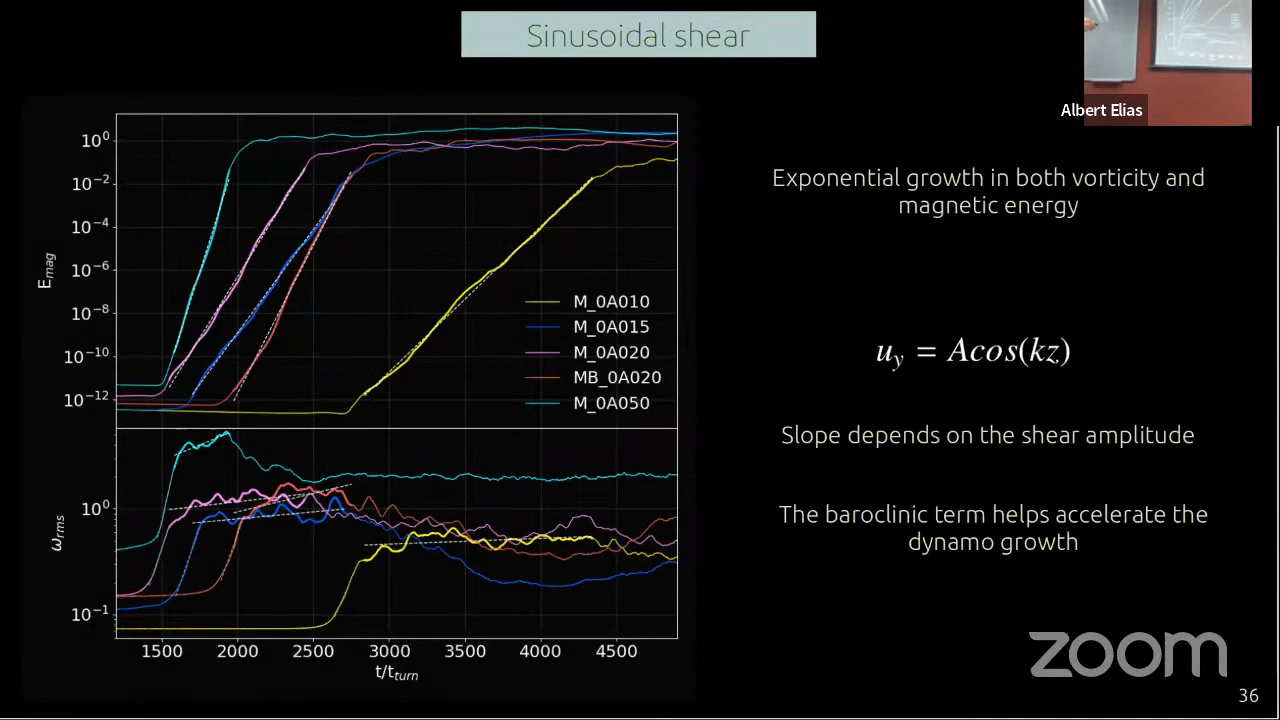 Sinusoidal shear
Albert Elias
Exponential growth in both vorticity and
magnetic energy
u_y = Acos(kz)
Slope depends on the shear amplitude
The baroclinic term helps accelerate the
dynamo growth
E_mag
10^0
10^−2
10^−4
10^−6
10^−8
10^−10
10^−12
M_0A010
M_0A015
M_0A020
MB_0A020
M_0A050
ω_rms
10^0
10^−1
1500 2000 2500 3000 3500 4000 4500
t/t_turn
zoom
36